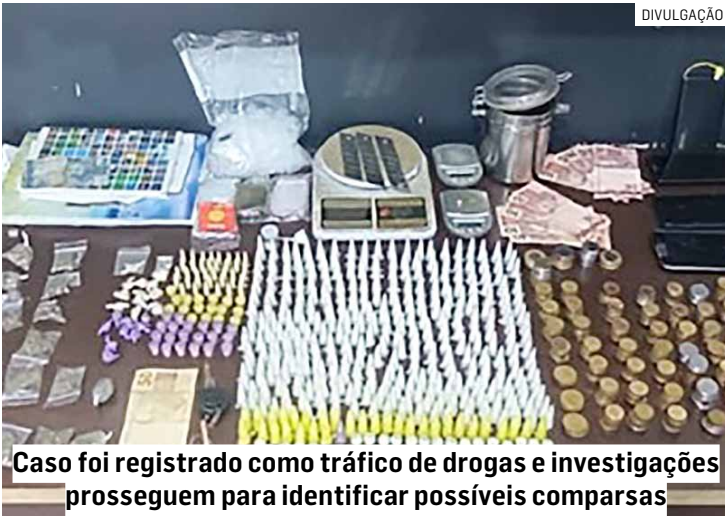 DIVULGAÇÃO
Caso foi registrado como tráfico de drogas e investigações
prosseguem para identificar possíveis comparsas